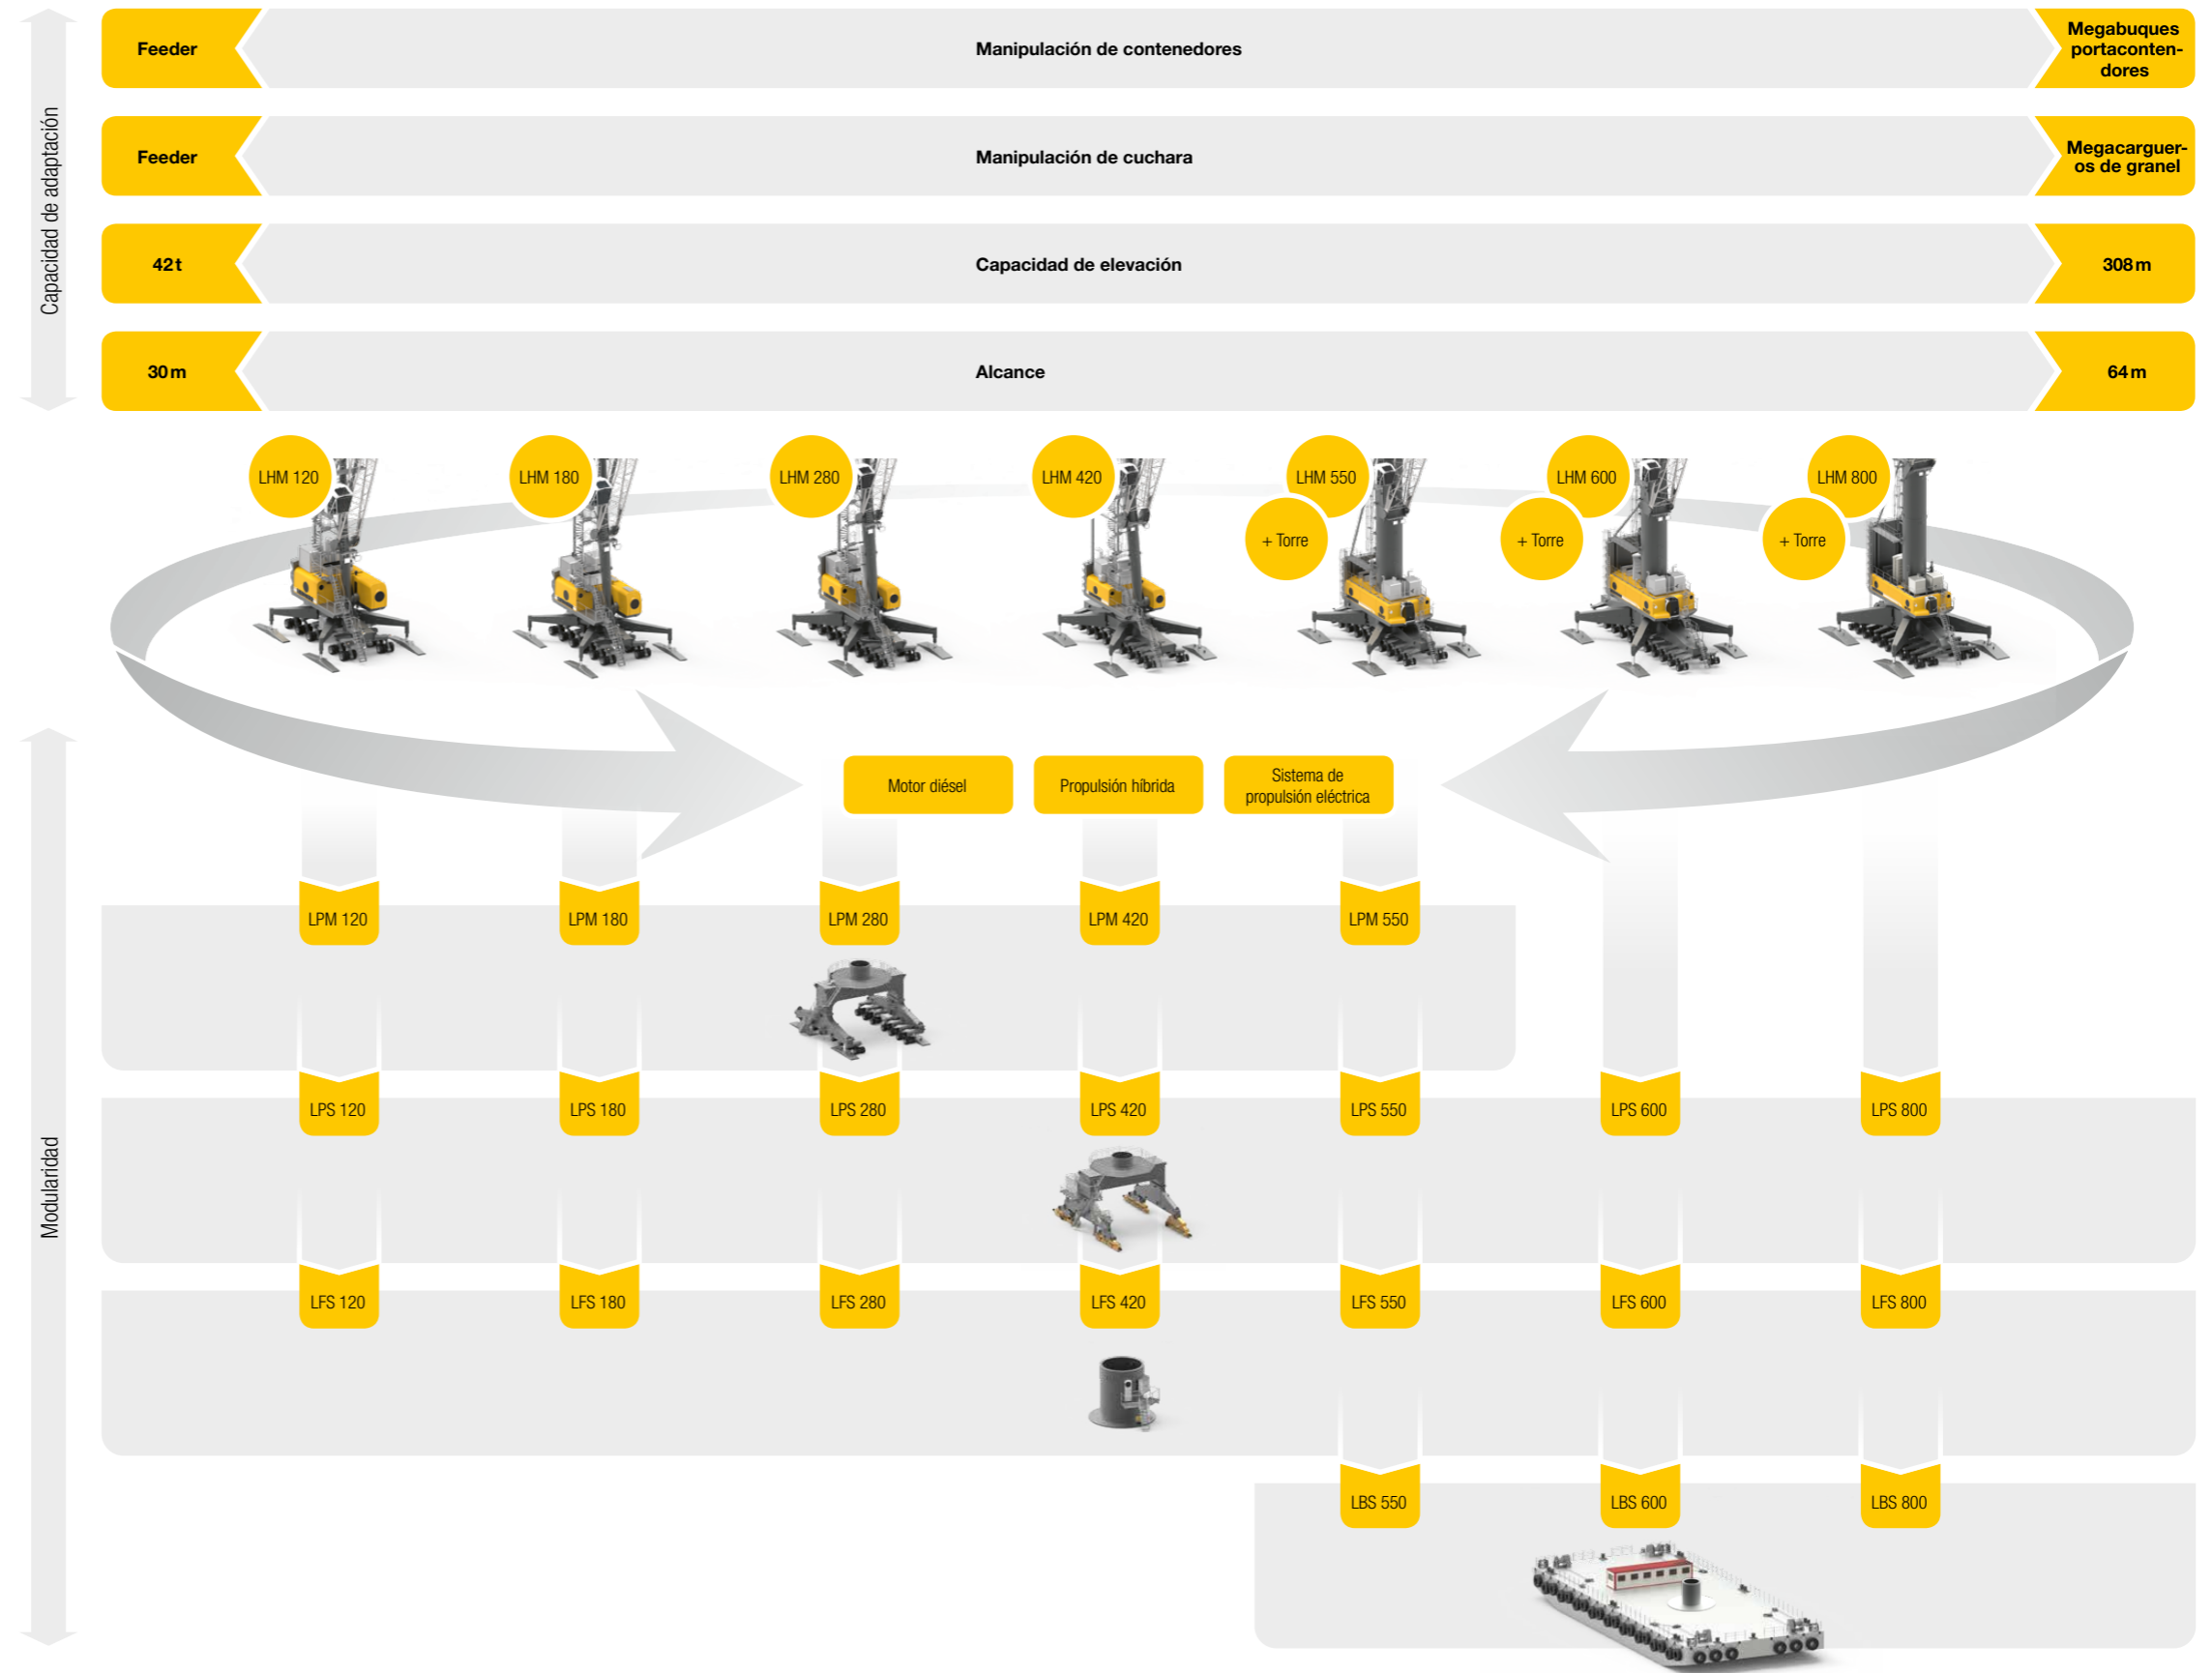 Capacidad de adaptación
Feeder
Manipulación de contenedores
Megabuques
portaconten-
dores
Feeder
Manipulación de cuchara
Megacarguer-
os de granel
42 t
Capacidad de elevación
308 m
30 m
Alcance
64 m
LHM 120
LHM 180
LHM 280
LHM 420
LHM 550
+ Torre
LHM 600
+ Torre
LHM 800
+ Torre
Modularidad
Motor diésel
Propulsión híbrida
Sistema de
propulsión eléctrica
LPM 120
LPM 180
LPM 280
LPM 420
LPM 550
LPS 120
LPS 180
LPS 280
LPS 420
LPS 550
LPS 600
LPS 800
LFS 120
LFS 180
LFS 280
LFS 420
LFS 550
LFS 600
LFS 800
LBS 550
LBS 600
LBS 800